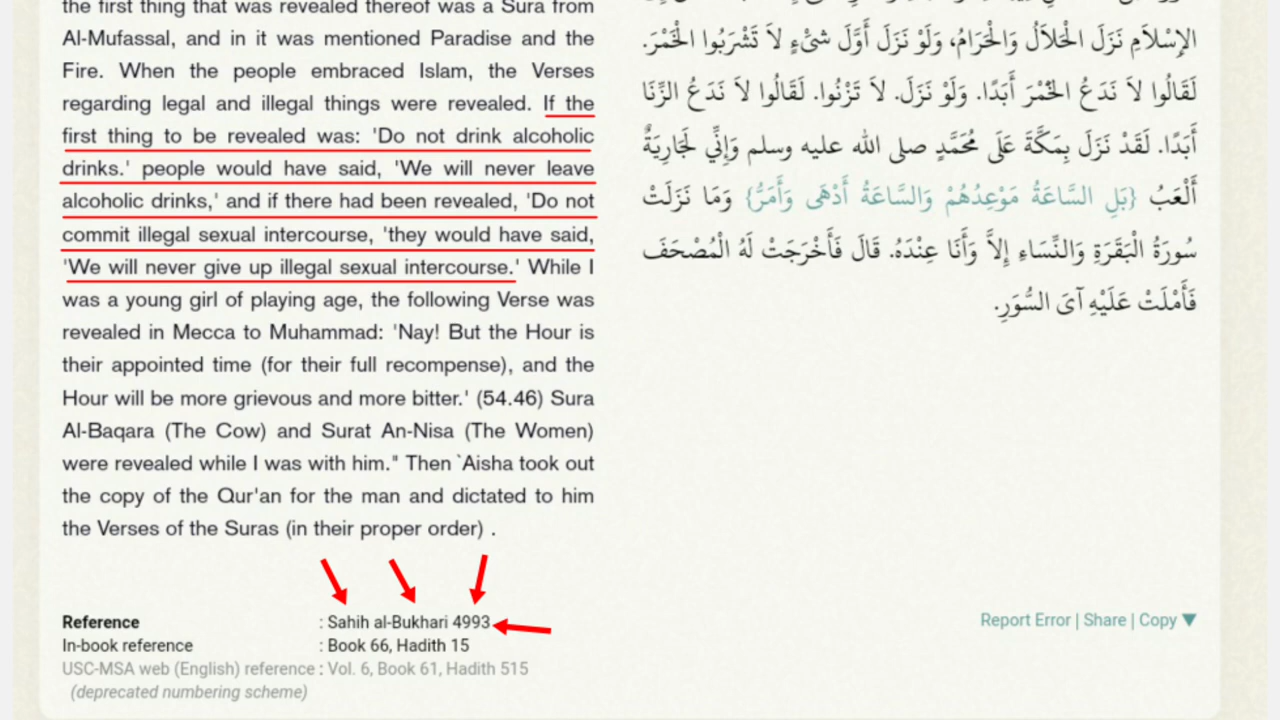 the first thing that was revealed thereof was a Sura from
Al-Mufassal, and in it was mentioned Paradise and the
Fire. When the people embraced Islam, the Verses
regarding legal and illegal things were revealed. If the
first thing to be revealed was: 'Do not drink alcoholic
drinks.' people would have said, 'We will never leave
alcoholic drinks,' and if there had been revealed, 'Do not
commit illegal sexual intercourse, 'they would have said,
'We will never give up illegal sexual intercourse.' While I
was a young girl of playing age, the following Verse was
revealed in Mecca to Muhammad: 'Nay! But the Hour is
their appointed time (for their full recompense), and the
Hour will be more grievous and more bitter.' (54.46) Sura
Al-Baqara (The Cow) and Surat An-Nisa (The Women)
were revealed while I was with him." Then `Aisha took out
the copy of the Qur'an for the man and dictated to him
the Verses of the Suras (in their proper order) .
الإِسْلاَمِ نَزَلَ الْحَلاَلُ وَالْحَرَامُ، وَلَوْ نَزَلَ أَوَّلَ شَىْءٍ لاَ تَشْرَبُوا الْخَمْرَ.
لَقَالُوا لاَ نَدَعُ الْخَمْرَ أَبَدًا. وَلَوْ نَزَلَ. لاَ تَزْنُوا. لَقَالُوا لاَ نَدَعُ الزِّنَا
أَبَدًا. لَقَدْ نَزَلَ بِمَكَّةَ عَلَى مُحَمَّدٍ صلى الله عليه وسلم وَإِنِّي لَجَارِيَةٌ
أَلْعَبُ {بَلِ السَّاعَةُ مَوْعِدُهُمْ وَالسَّاعَةُ أَدْهَى وَأَمَرُّ} وَمَا نَزَلَتْ
سُورَةُ الْبَقَرَةِ وَالنِّسَاءِ إِلاَّ وَأَنَا عِنْدَهُ. قَالَ فَأَخْرَجَتْ لَهُ الْمُصْحَفَ
فَأَمْلَتْ عَلَيْهِ آىَ السُّوَرِ.
Reference : Sahih al-Bukhari 4993
In-book reference : Book 66, Hadith 15
USC-MSA web (English) reference : Vol. 6, Book 61, Hadith 515
(deprecated numbering scheme)
Report Error | Share | Copy ▼